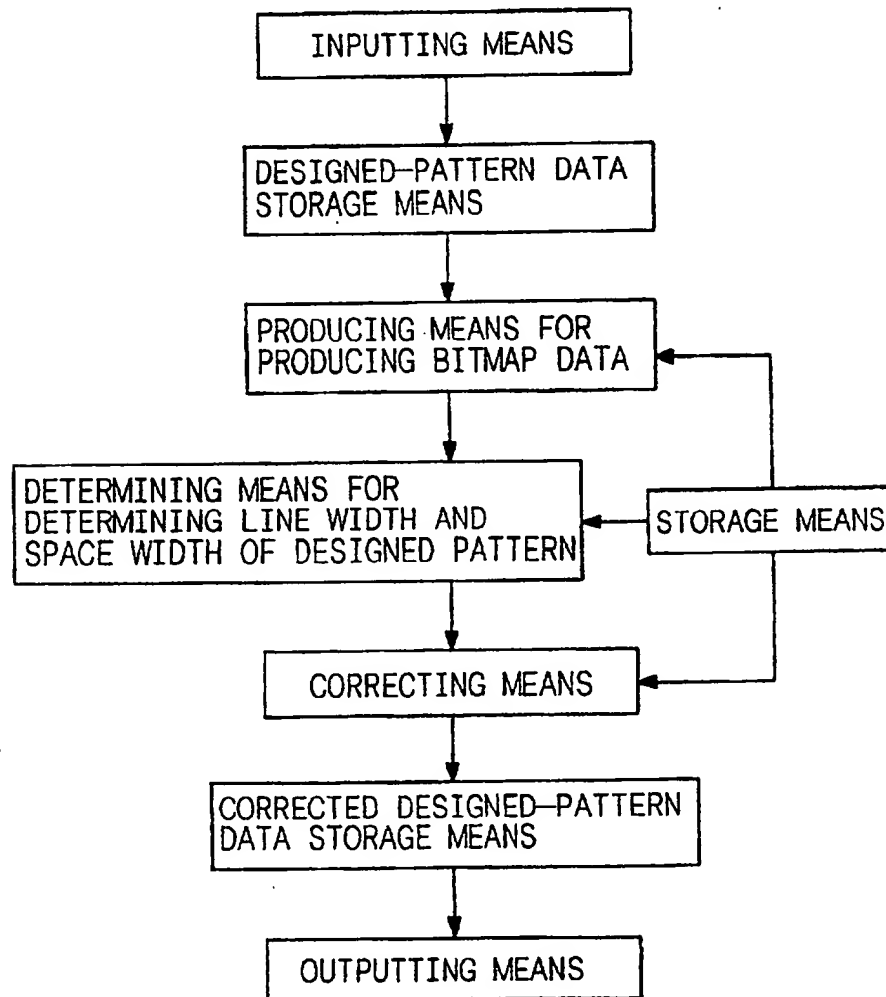 INPUTTING MEANS
DESIGNED-PATTERN DATA
STORAGE MEANS
PRODUCING MEANS FOR
PRODUCING BITMAP DATA
DETERMINING MEANS FOR
DETERMINING LINE WIDTH AND
SPACE WIDTH OF DESIGNED PATTERN
STORAGE MEANS
CORRECTING MEANS
CORRECTED DESIGNED-PATTERN
DATA STORAGE MEANS
OUTPUTTING MEANS